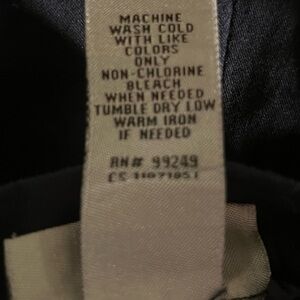 MACHINE
WASH COLD
WITH LIKE
COLORS
ONLY
NON-CHLORINE
BLEACH
WHEN NEEDED
TUMBLE DRY LOW
WARM IRON
IF NEEDED
RN# 99249